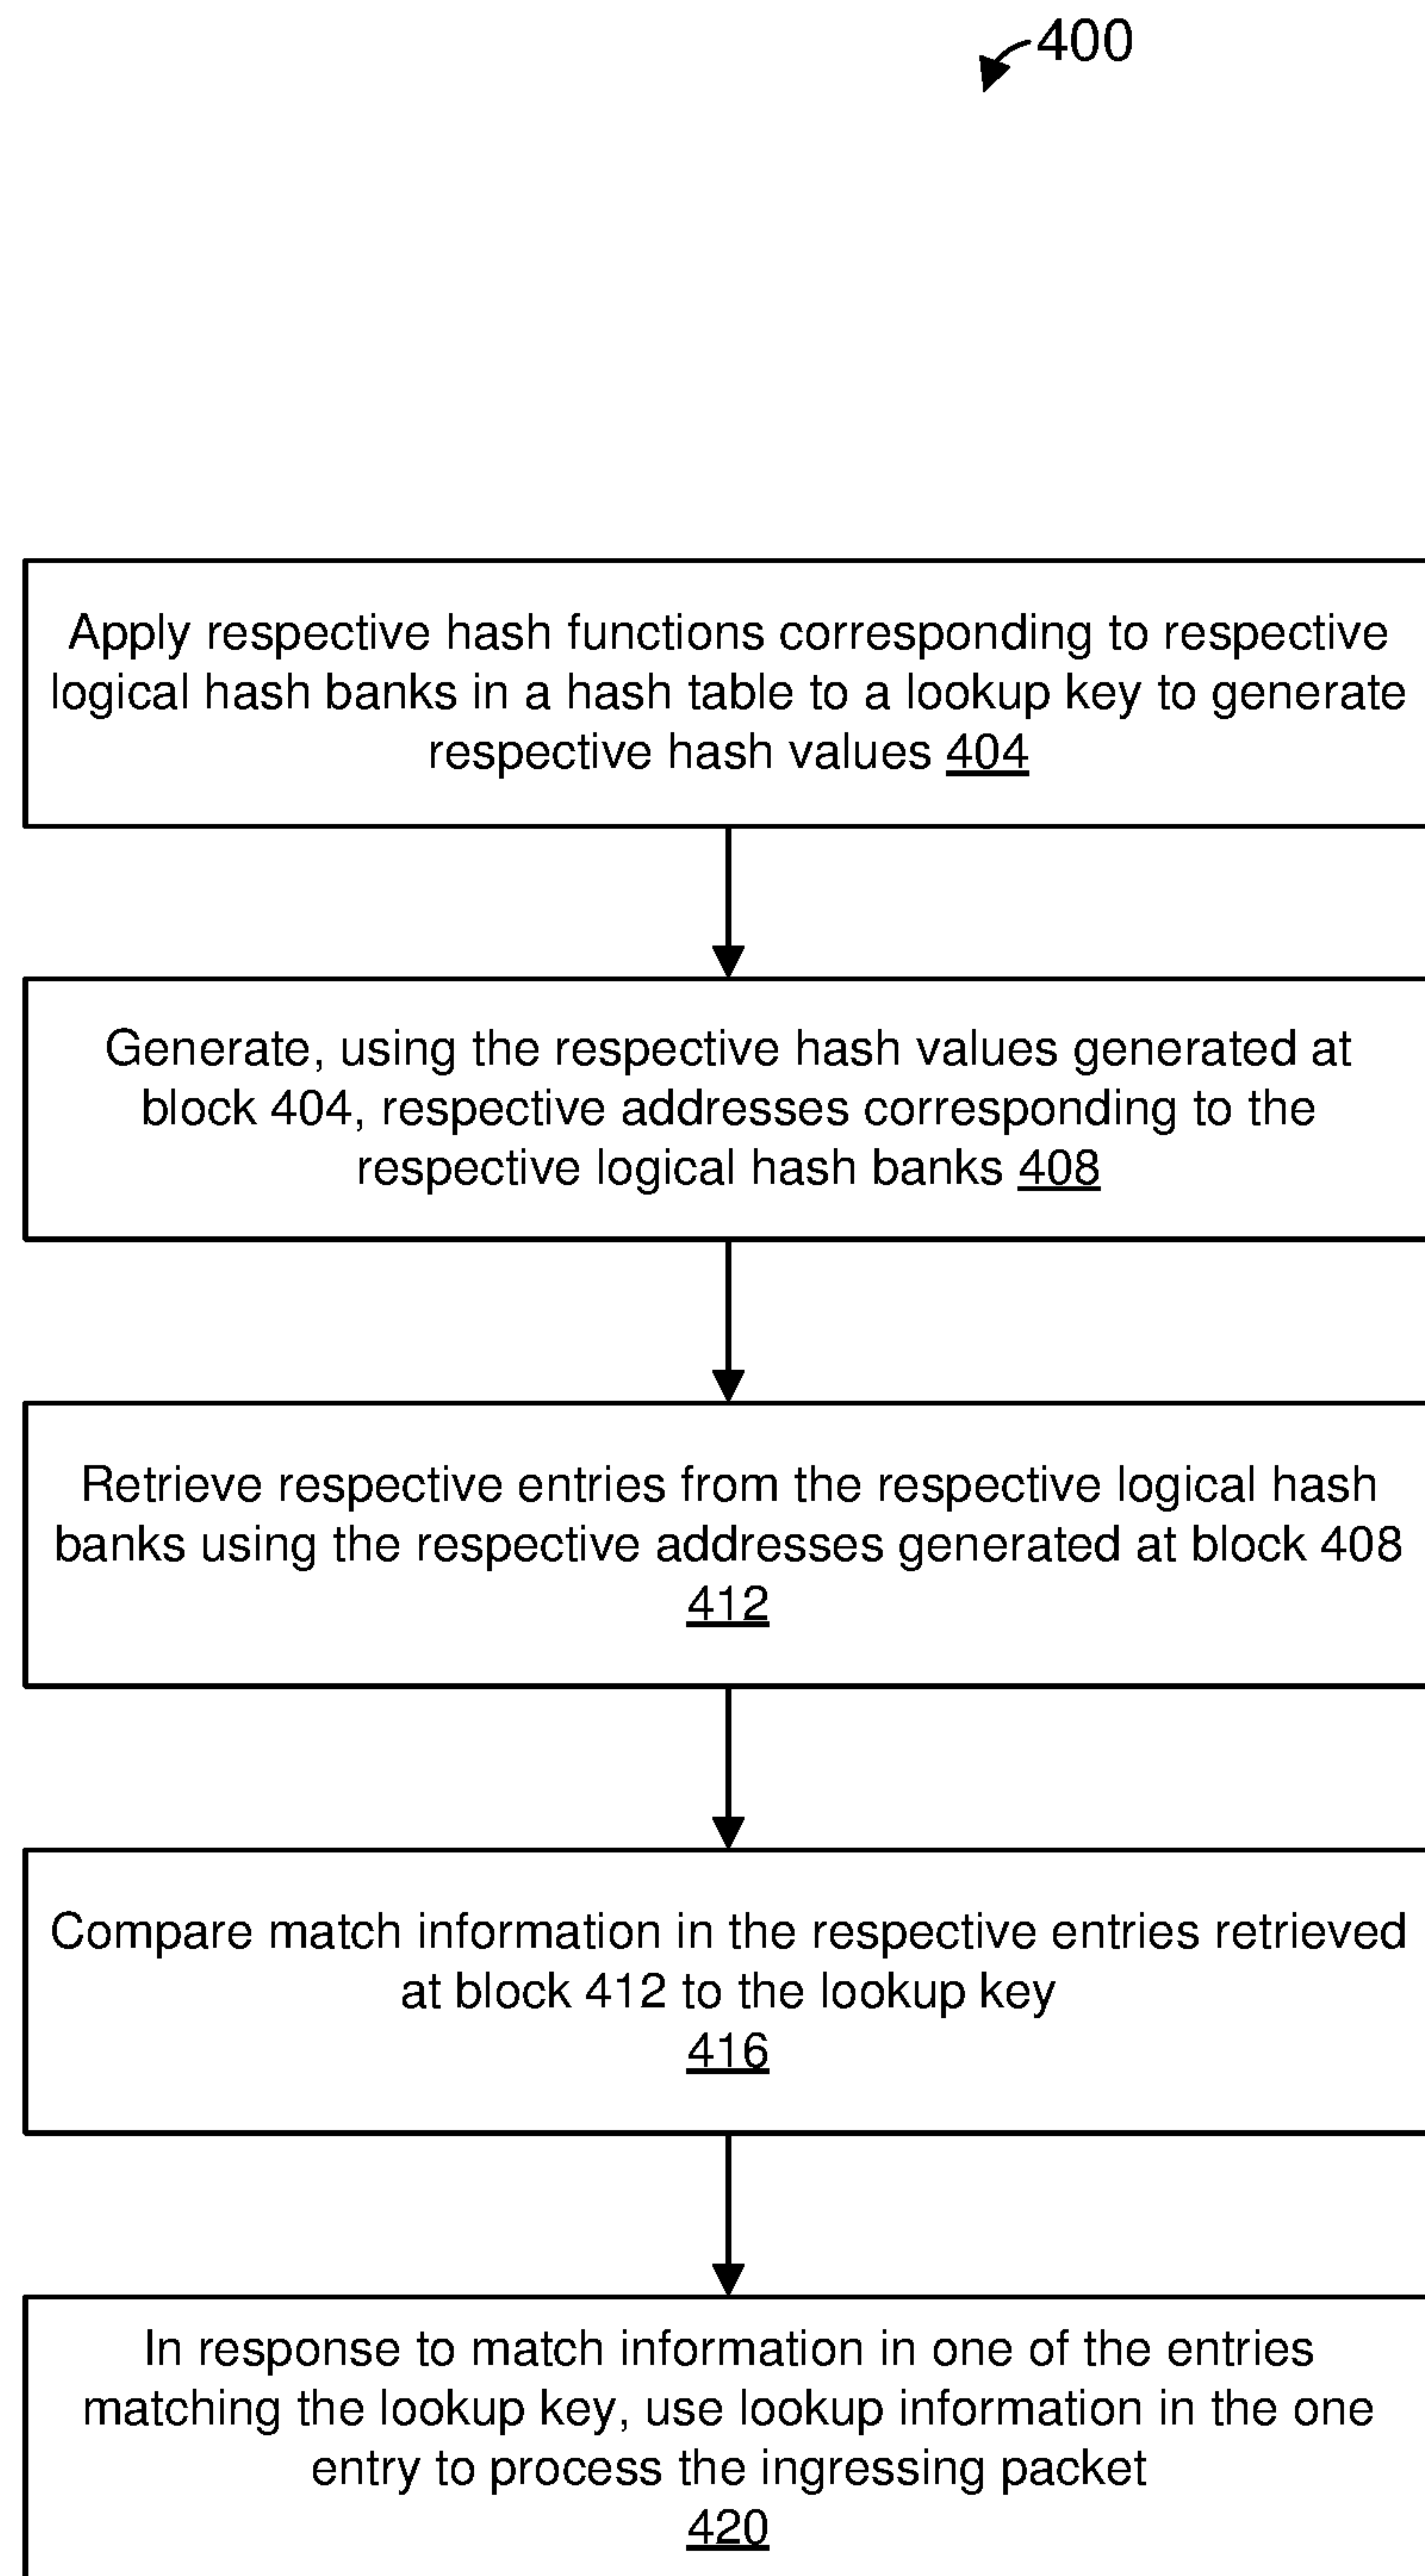 400
Apply respective hash functions corresponding to respective
logical hash banks in a hash table to a lookup key to generate
respective hash values 404
Generate, using the respective hash values generated at
block 404, respective addresses corresponding to the
respective logical hash banks 408
Retrieve respective entries from the respective logical hash
banks using the respective addresses generated at block 408
412
Compare match information in the respective entries retrieved
at block 412 to the lookup key
416
In response to match information in one of the entries
matching the lookup key, use lookup information in the one
entry to process the ingressing packet
420